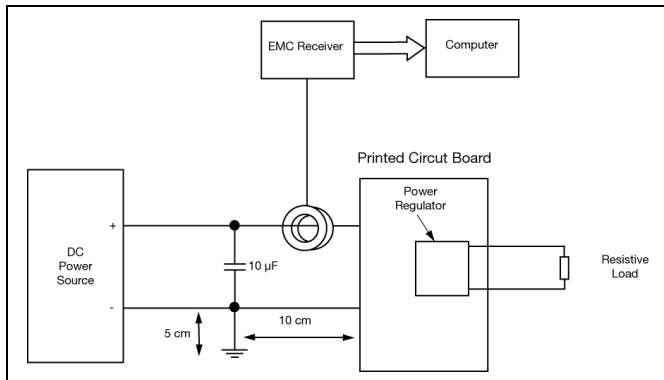 EMC Receiver
Computer
Printed Circut Board
Power
Regulator
+
DC
Power
Source
10 µF
Resistive
Load
-
5 cm
10 cm